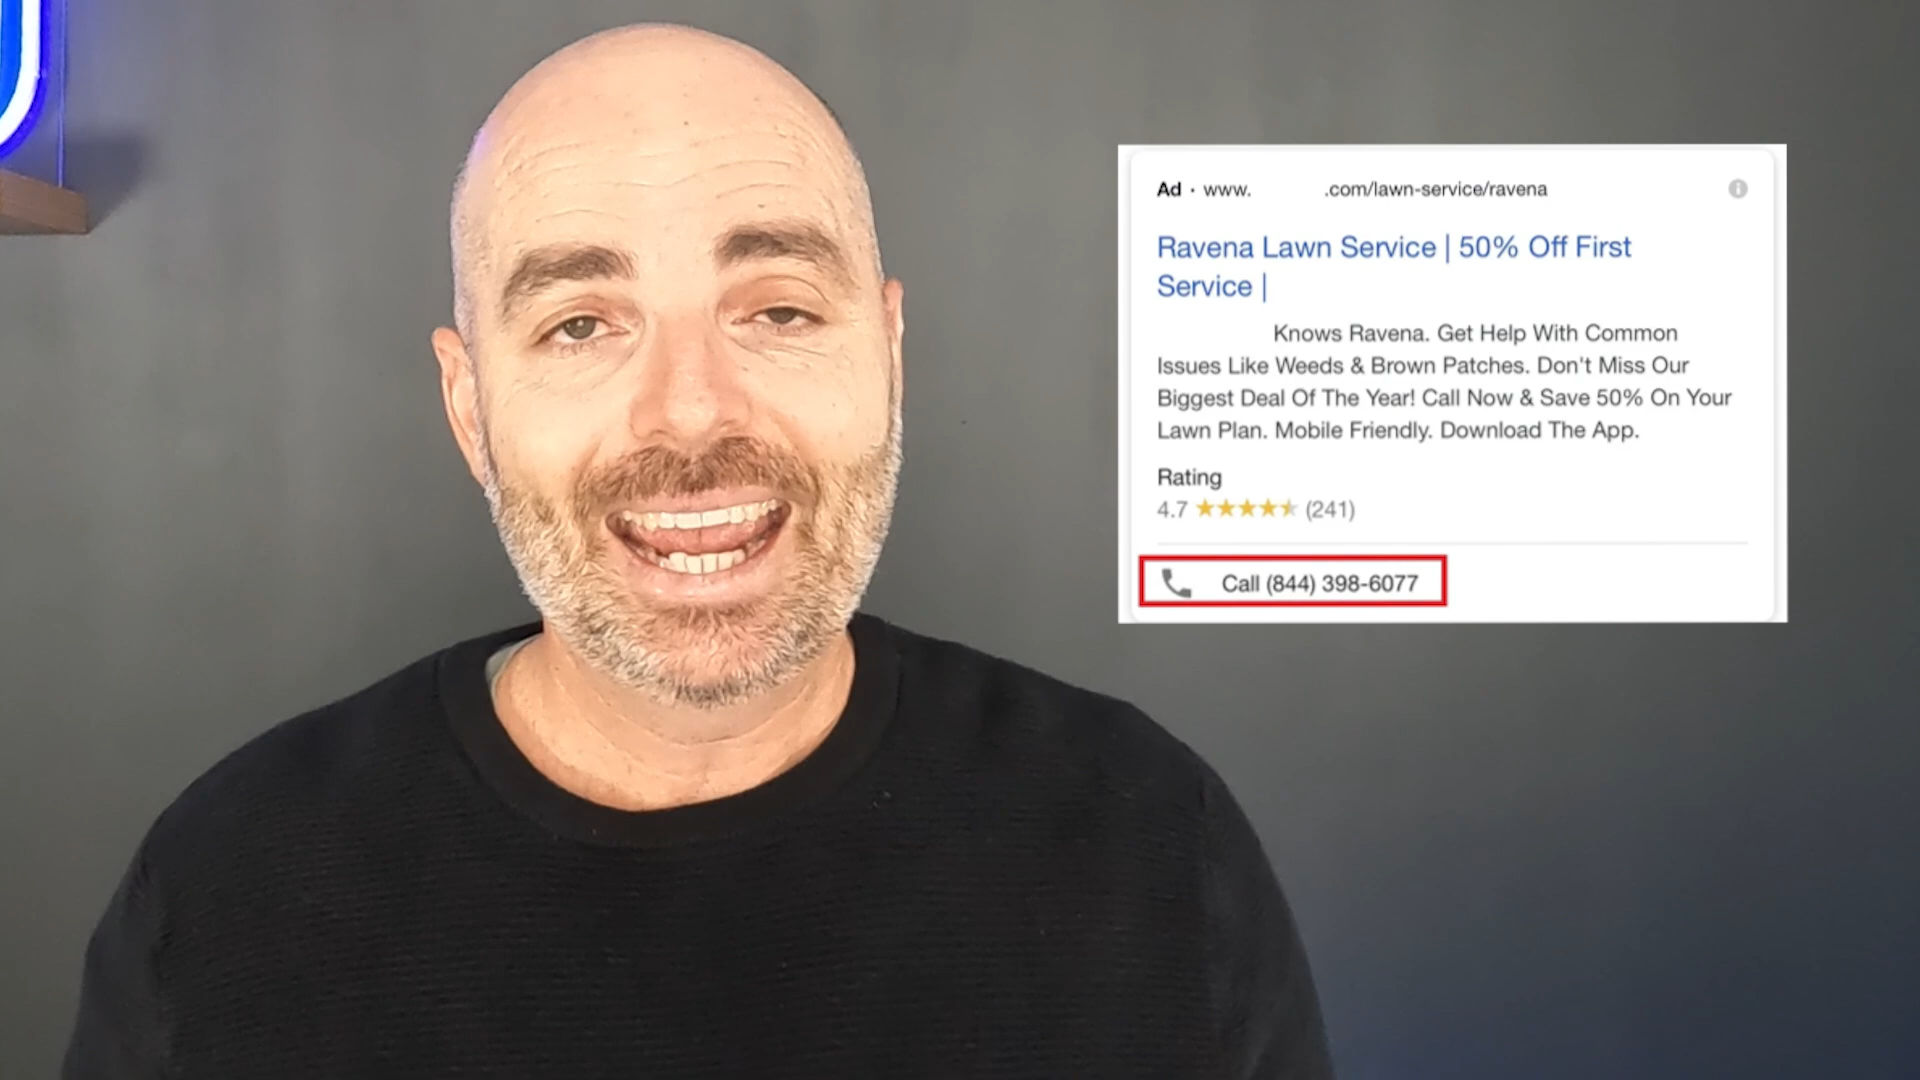 Ad · www. .com/lawn-service/ravena
Ravena Lawn Service | 50% Off First
Service |
Knows Ravena. Get Help With Common
Issues Like Weeds & Brown Patches. Don't Miss Our
Biggest Deal Of The Year! Call Now & Save 50% On Your
Lawn Plan. Mobile Friendly. Download The App.
Rating
4.7 ★★★★★ (241)
Call (844) 398-6077